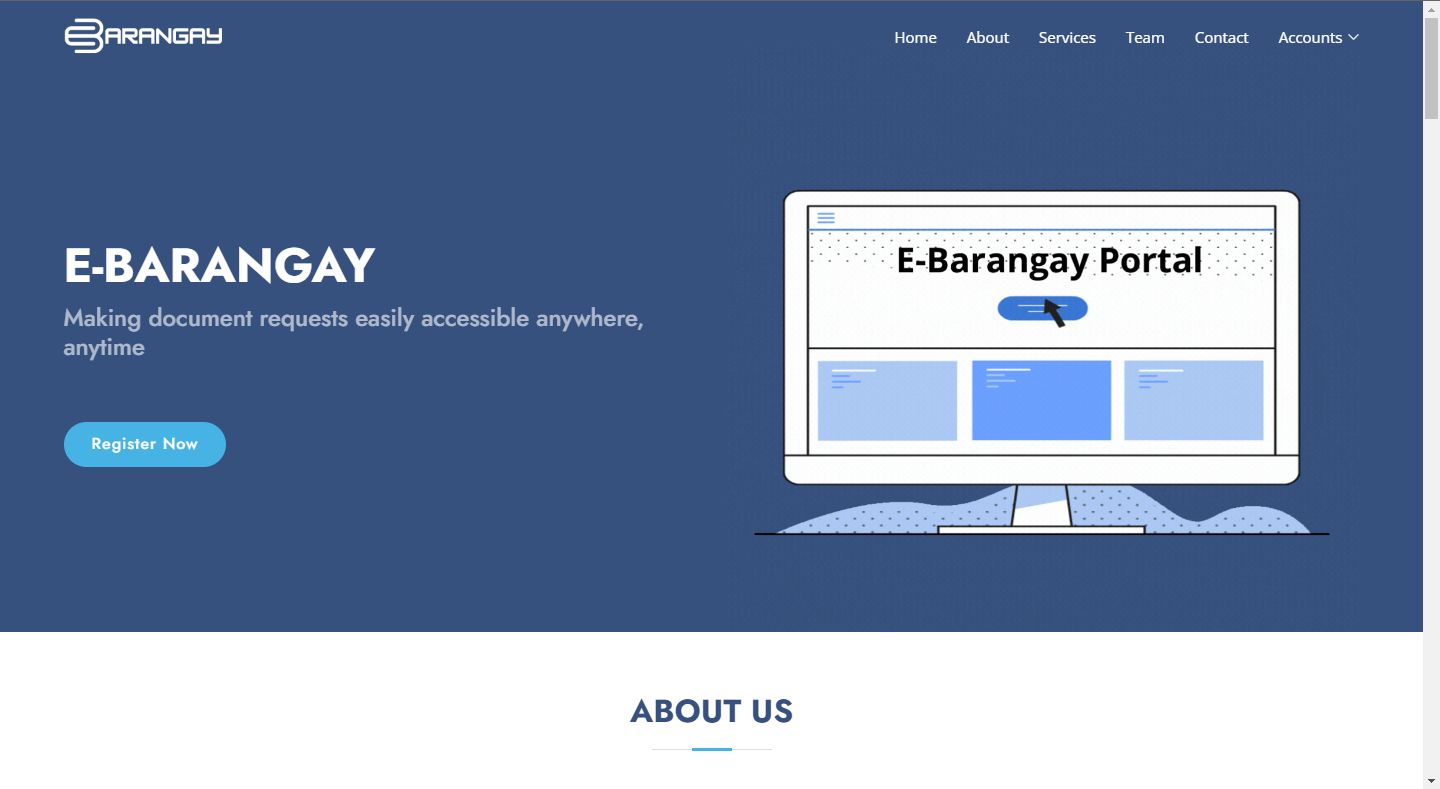 EBARANGAY
Home About Services Team Contact Accounts
E-BARANGAY
Making document requests easily accessible anywhere,
anytime
Register Now
E-Barangay Portal
ABOUT US